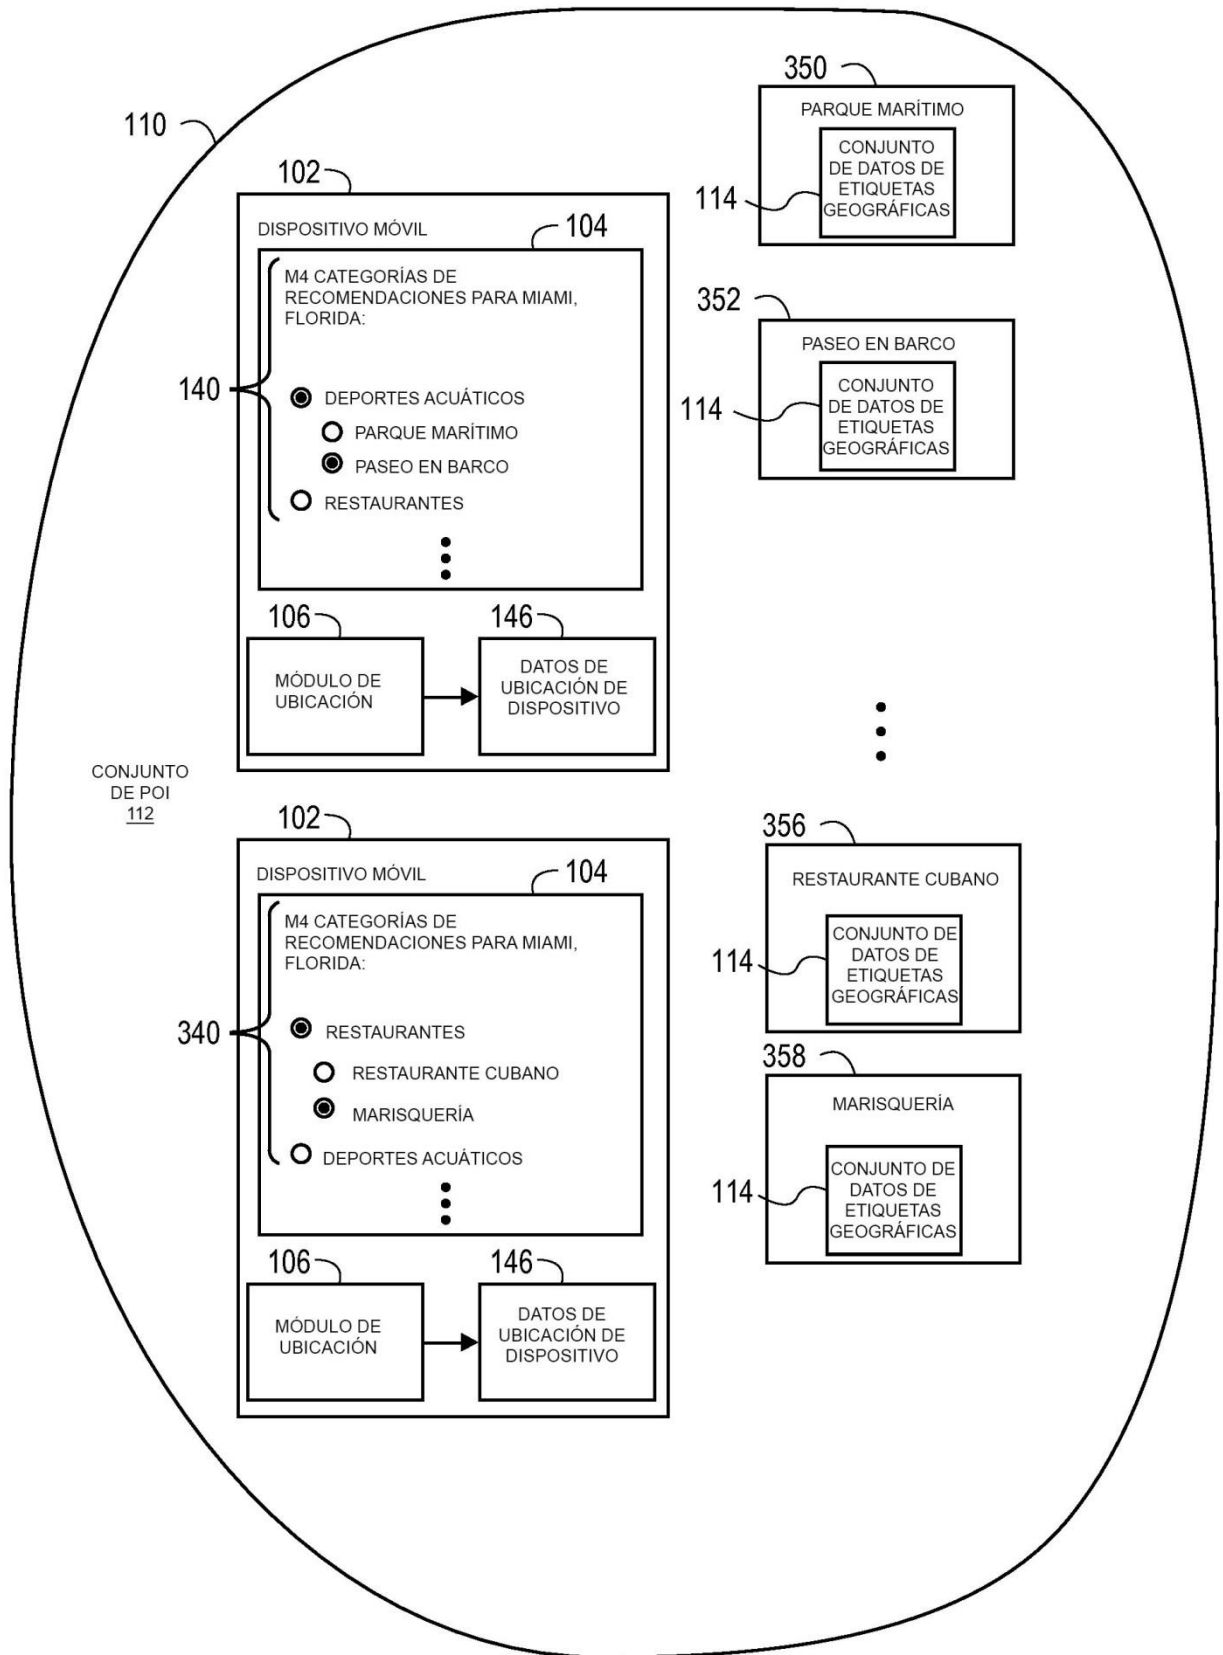 350
PARQUE MARÍTIMO
CONJUNTO
DE DATOS DE
ETIQUETAS
GEOGRÁFICAS
114
110
102
DISPOSITIVO MÓVIL
104
M4 CATEGORÍAS DE
RECOMENDACIONES PARA MIAMI,
FLORIDA:
140
DEPORTES ACUÁTICOS
PARQUE MARÍTIMO
PASEO EN BARCO
RESTAURANTES
352
PASEO EN BARCO
CONJUNTO
DE DATOS DE
ETIQUETAS
GEOGRÁFICAS
114
106
MÓDULO DE
UBICACIÓN
146
DATOS DE
UBICACIÓN DE
DISPOSITIVO
CONJUNTO
DE POI
112
102
DISPOSITIVO MÓVIL
104
M4 CATEGORÍAS DE
RECOMENDACIONES PARA MIAMI,
FLORIDA:
340
RESTAURANTES
RESTAURANTE CUBANO
MARISQUERÍA
DEPORTES ACUÁTICOS
356
RESTAURANTE CUBANO
CONJUNTO DE
DATOS DE
ETIQUETAS
GEOGRÁFICAS
114
358
MARISQUERÍA
CONJUNTO DE
DATOS DE
ETIQUETAS
GEOGRÁFICAS
114
106
MÓDULO DE
UBICACIÓN
146
DATOS DE
UBICACIÓN DE
DISPOSITIVO